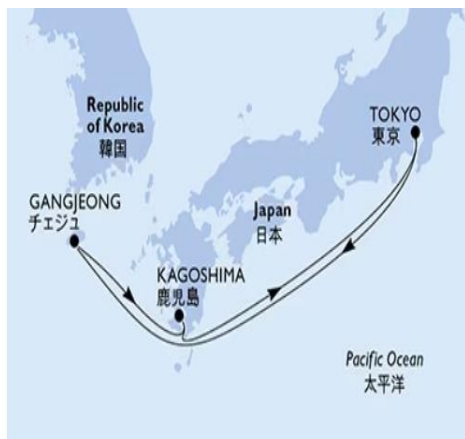 Republic
of Korea
韓国
TOKYO
東京
GANGJEONG
チェジュ
Japan
日本
KAGOSHIMA
鹿児島
Pacific Ocean
太平洋